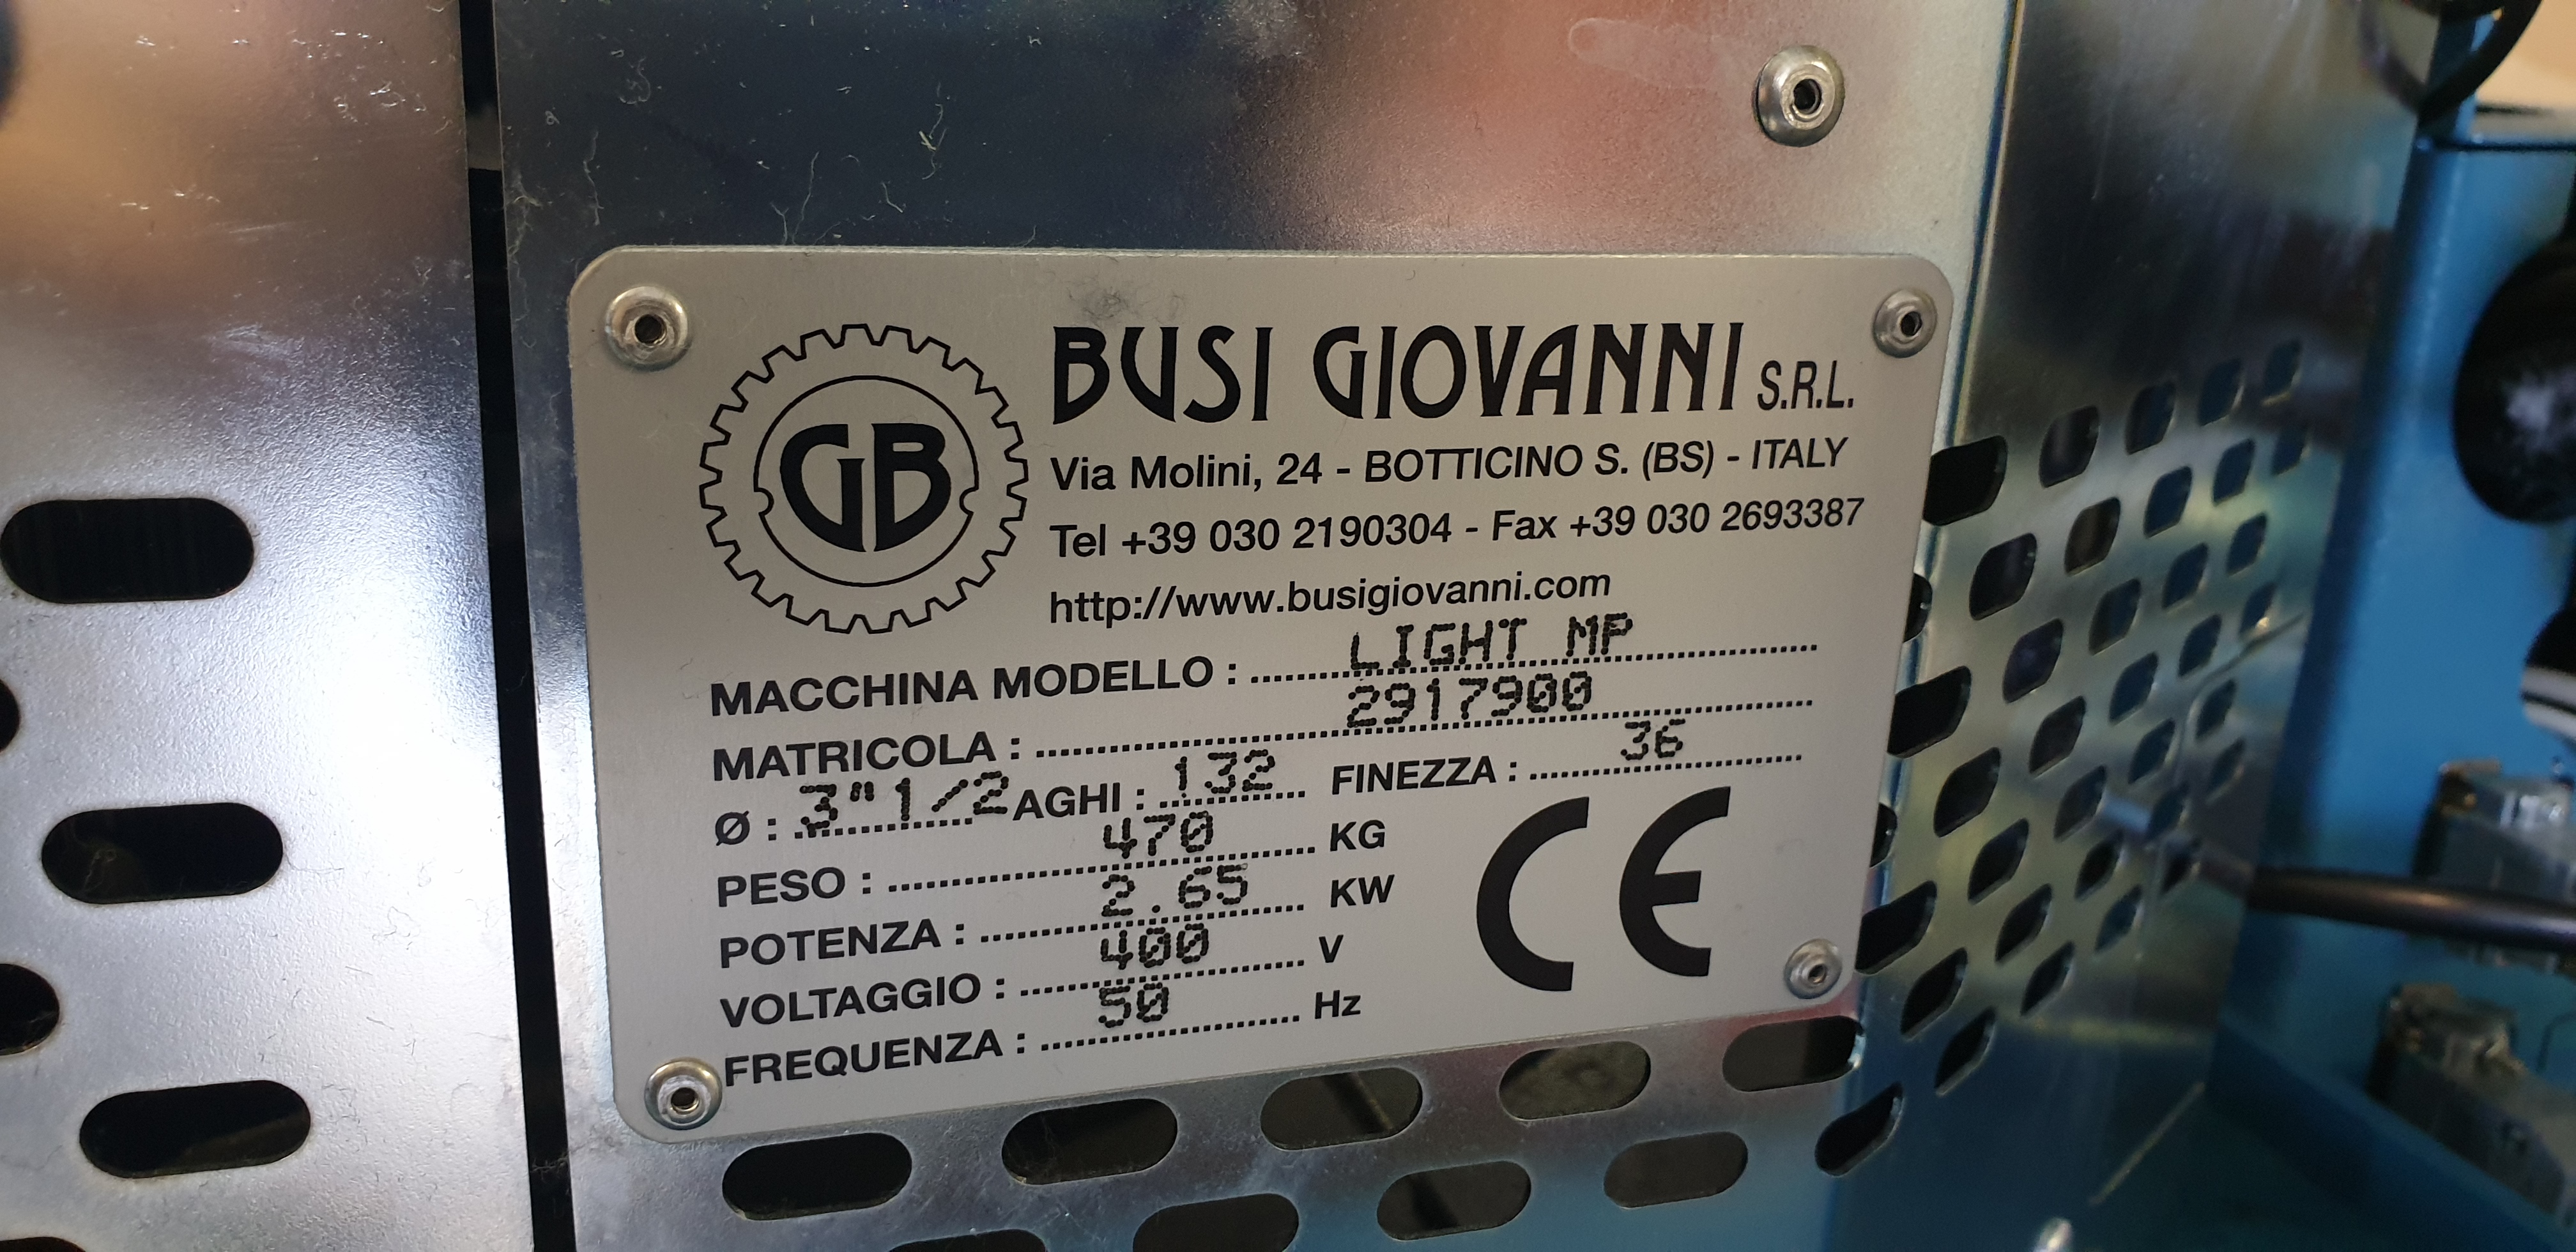 GB
BUSI GIOVANNI S.R.L.
Via Molini, 24 - BOTTICINO S. (BS) - ITALY
Tel +39 030 2190304 - Fax +39 030 2693387
http://www.busigiovanni.com
MACCHINA MODELLO : LIGHT MP
MATRICOLA : 2917900
Ø : 3"1/2 AGHI : 132 FINEZZA : 36
PESO : 470 KG
POTENZA : 2.65 KW
VOLTAGGIO : 400 V
FREQUENZA : 50 Hz
CE